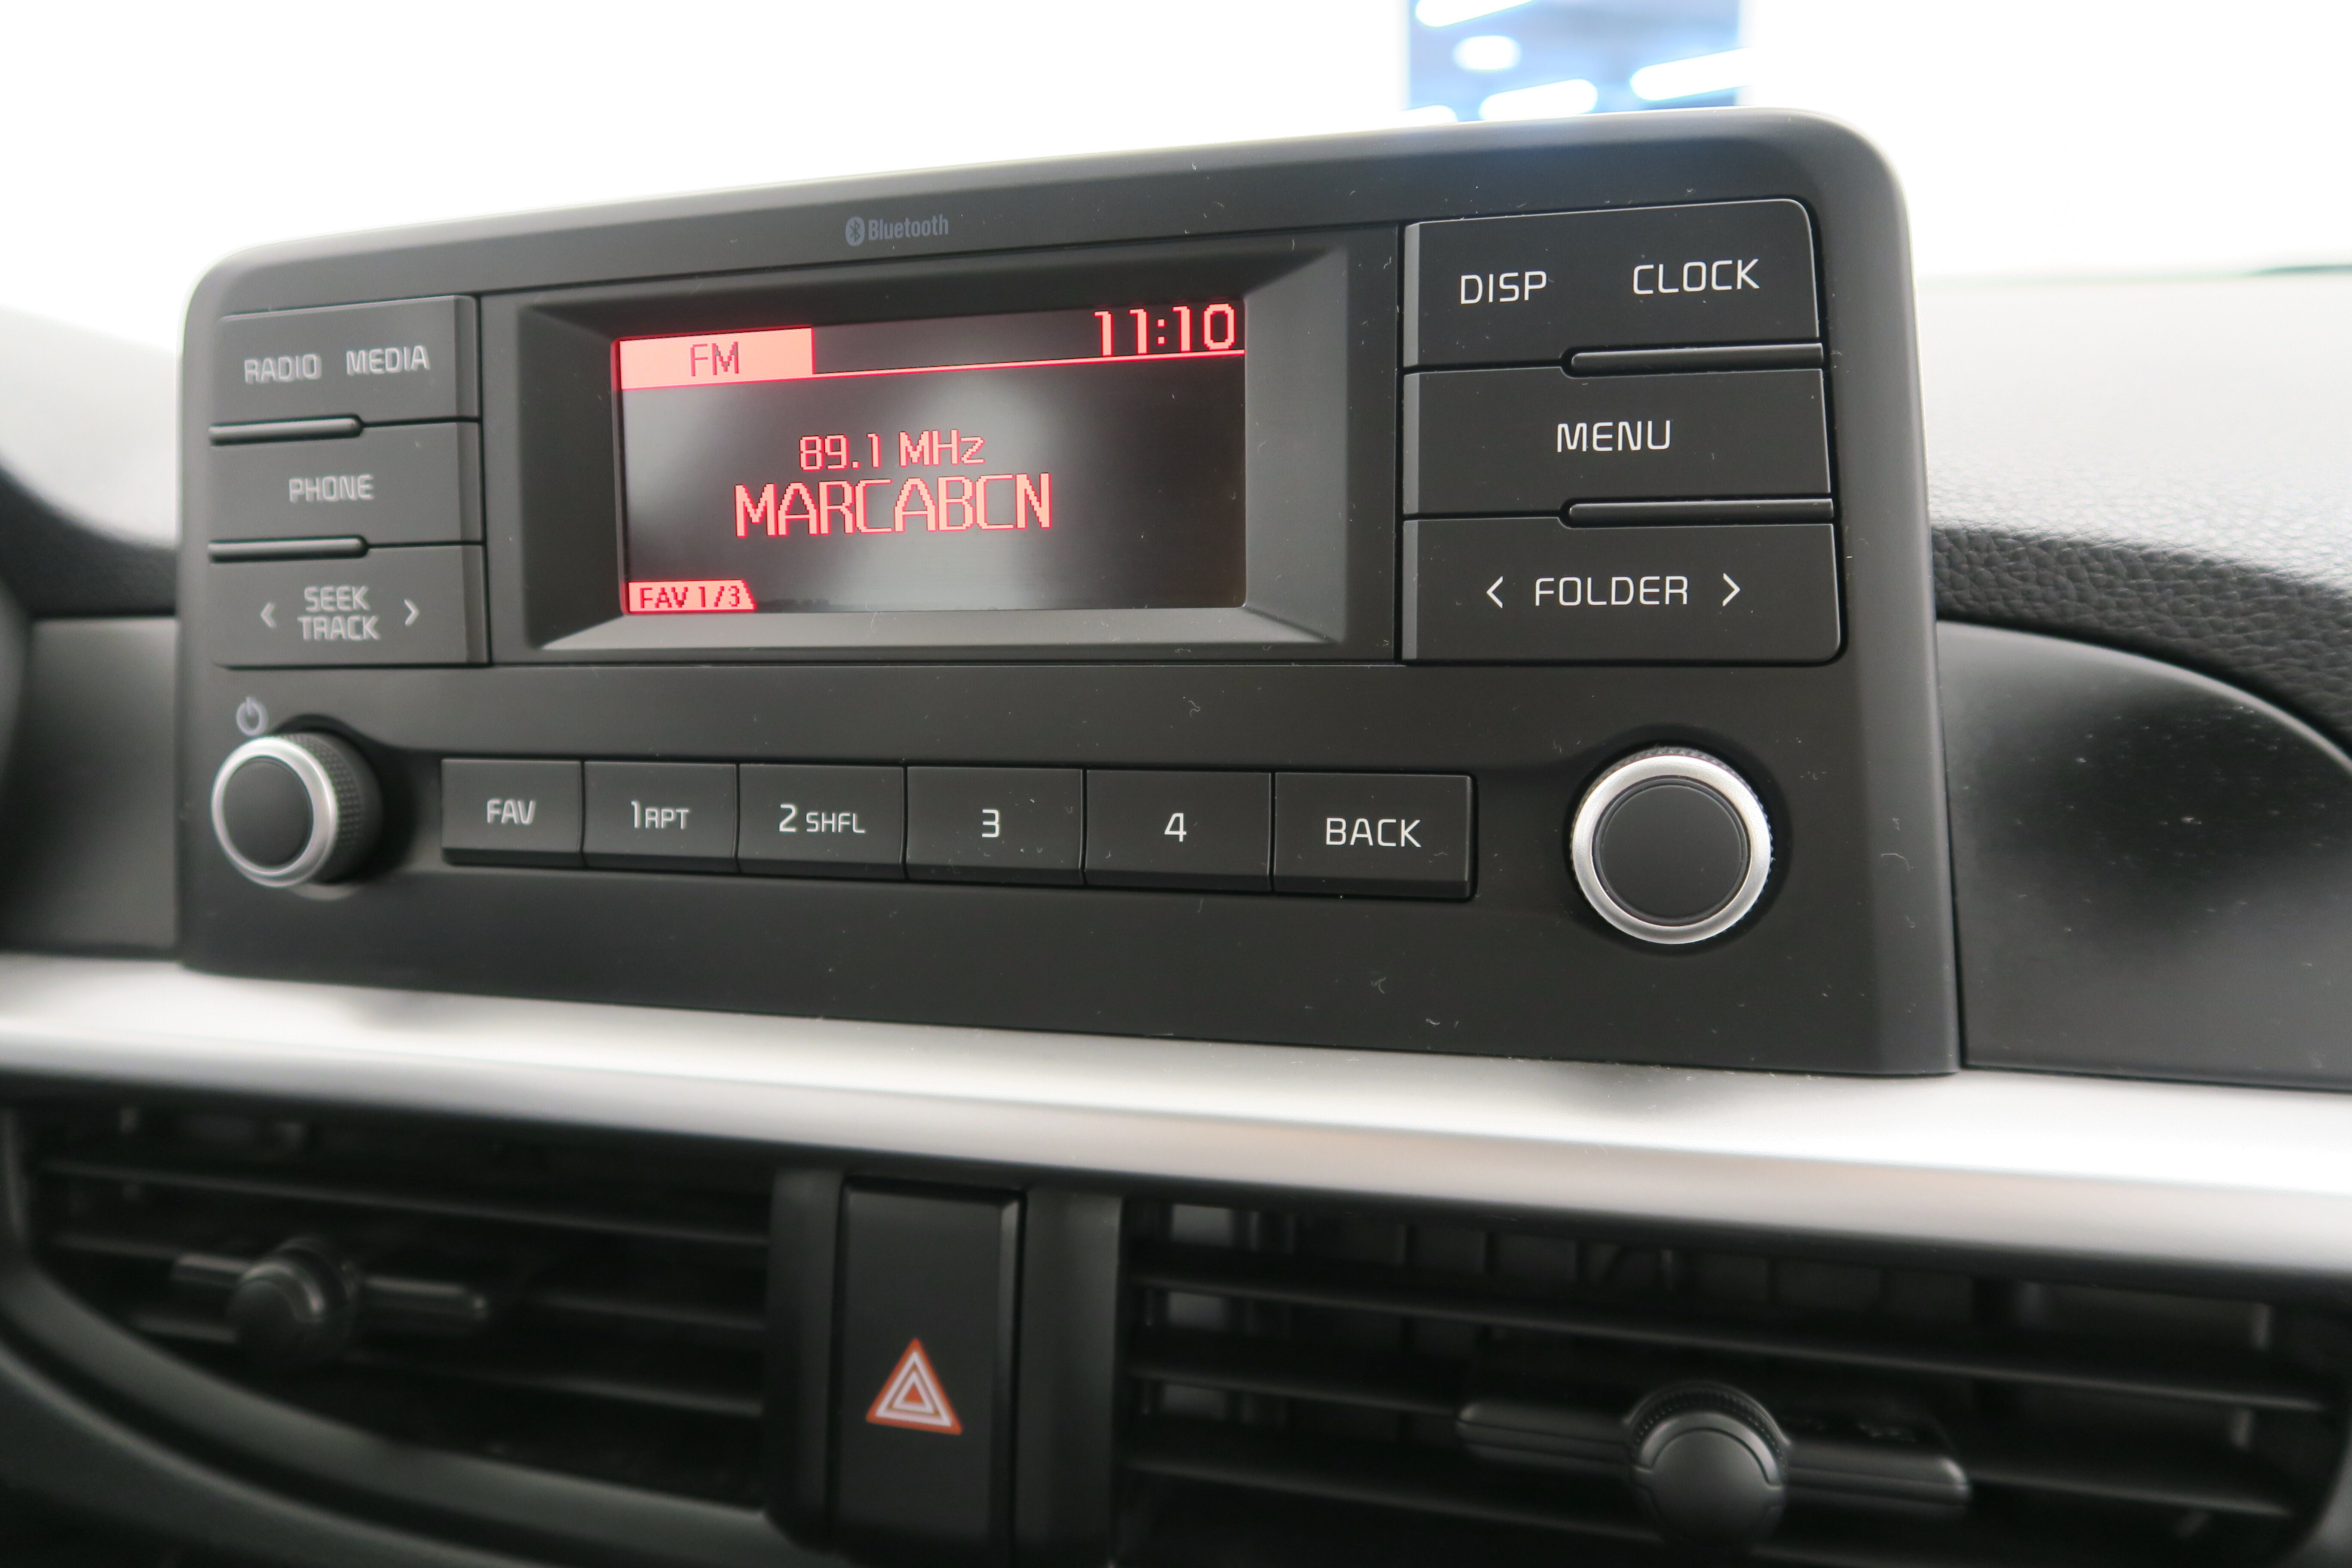 Bluetooth
RADIO MEDIA
PHONE
< SEEK TRACK >
FM 11:10
89.1 MHz
MARCABCN
FAV 1/3
DISP CLOCK
MENU
< FOLDER >
FAV 1 RPT 2 SHFL 3 4 BACK